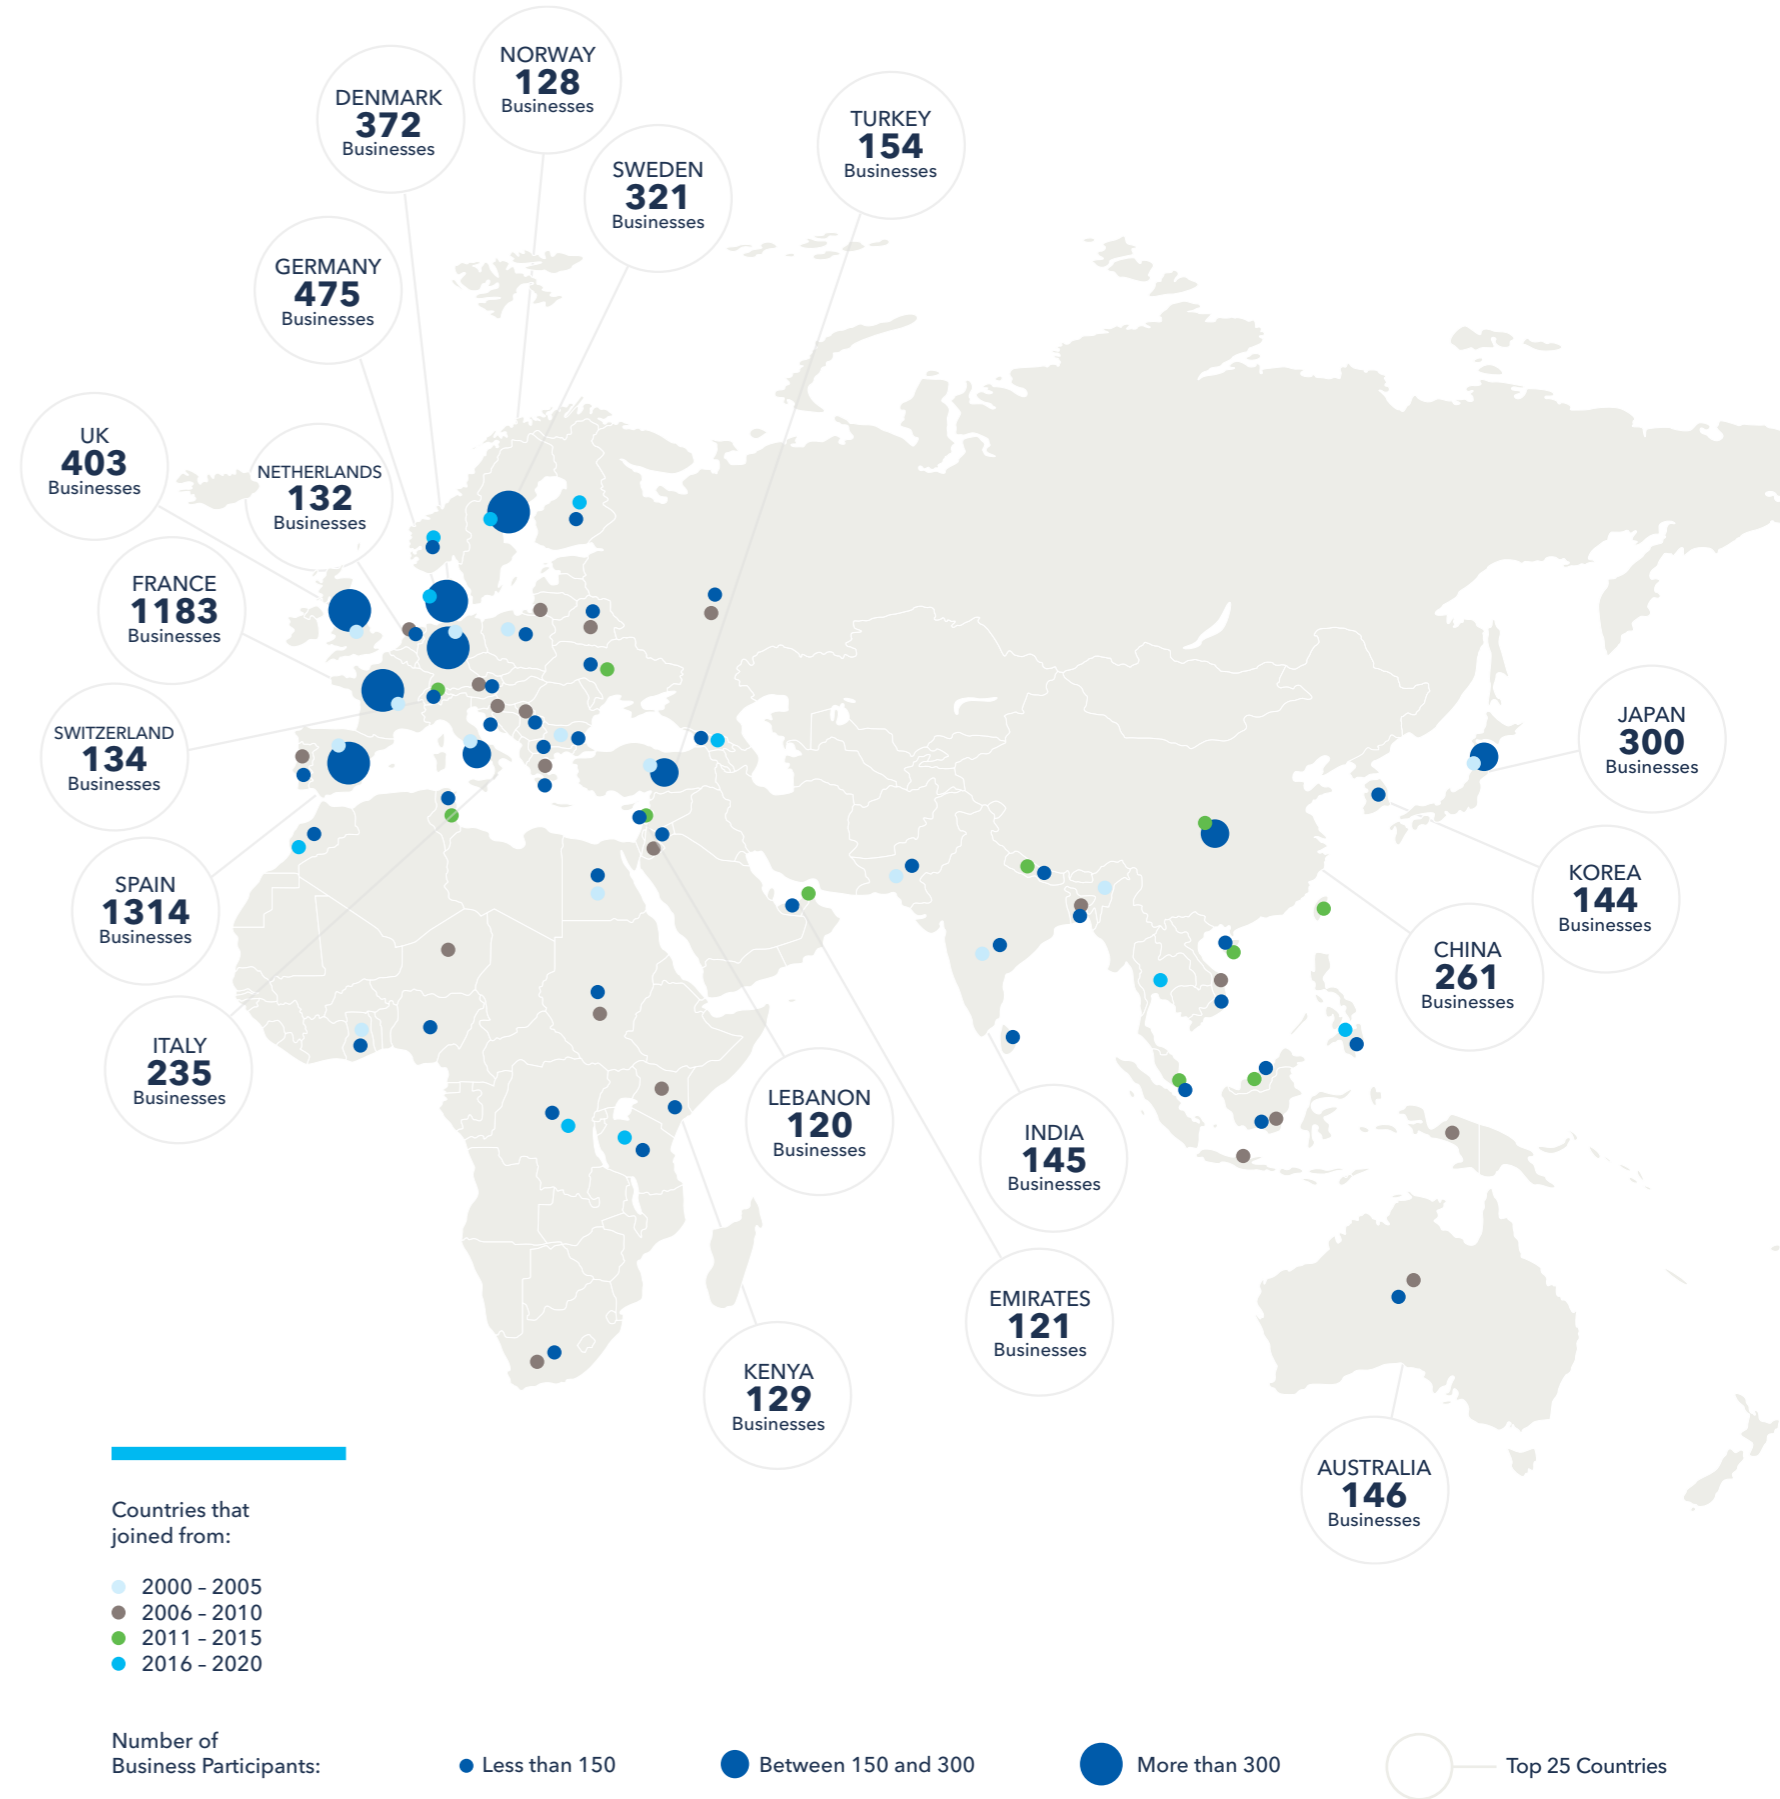 NORWAY
128
Businesses
DENMARK
372
Businesses
TURKEY
154
Businesses
SWEDEN
321
Businesses
GERMANY
475
Businesses
UK
403
Businesses
NETHERLANDS
132
Businesses
FRANCE
1183
Businesses
SWITZERLAND
134
Businesses
JAPAN
300
Businesses
SPAIN
1314
Businesses
KOREA
144
Businesses
CHINA
261
Businesses
ITALY
235
Businesses
LEBANON
120
Businesses
INDIA
145
Businesses
EMIRATES
121
Businesses
KENYA
129
Businesses
AUSTRALIA
146
Businesses
Countries that
joined from:
2000 – 2005
2006 – 2010
2011 – 2015
2016 – 2020
Number of
Business Participants:
Less than 150
Between 150 and 300
More than 300
Top 25 Countries